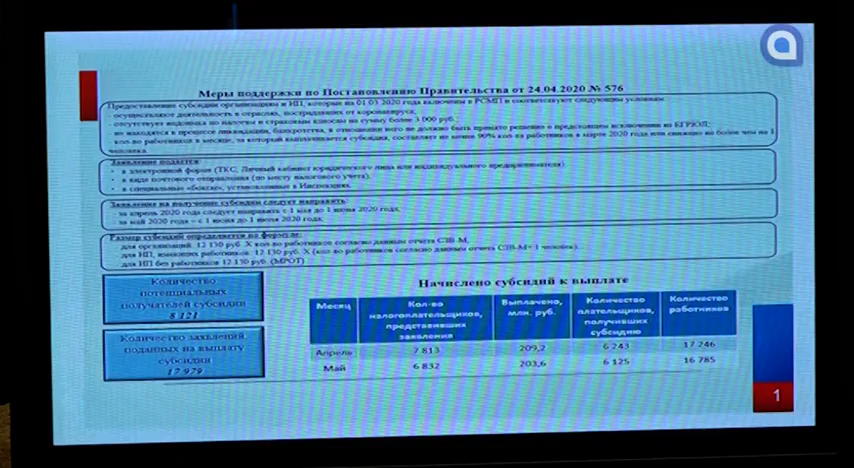 Меры поддержки по Постановлению Правительства от 24.04.2020 № 576
Предоставление субсидии организациям и ИП, которые на 01.03.2020 года включены в РСМП и соответствуют следующим условиям:
- осуществляют деятельность в отраслях, пострадавших от коронавируса;
- отсутствует недоимка по налогам и страховым взносам на сумму более 3 000 руб.;
- не находятся в процессе ликвидации, банкротства, в отношении него не должно быть принято решения о предстоящем исключении из ЕГРЮЛ;
- кол-во работников в месяце, за который выплачивается субсидия, составляет не менее 90% кол-ва работников в марте 2020 года или снижено не более чем на 1
человека.
Заявление подается:
• в электронной форме (ТКС, Личный кабинет юридического лица или индивидуального предпринимателя);
• в виде почтового отправления (по месту налогового учета);
• в специальные «боксы», установленные в Инспекциях.
Заявление на получение субсидии следует направить:
- за апрель 2020 года следует направить с 1 мая до 1 июня 2020 года;
- за май 2020 года – с 1 июня до 1 июля 2020 года.
Размер субсидий определяется по формуле:
для организаций: 12 130 руб. Х кол-во работников согласно данным отчета СЗВ-М,
для ИП, имеющих работников: 12 130 руб. Х (кол-во работников согласно данным отчета СЗВ-М+ 1 человек).
для ИП без работников 12 130 руб. (МРОТ)
Количество
потенциальных
получателей субсидии
8 121
Количество заявлений
поданных на выплату
субсидии
17 979
Начислено субсидий к выплате
Месяц Кол-во налогоплательщиков, представивших заявления Выплачено, млн. руб. Количество плательщиков, получивших субсидию Количество работников
Апрель 7 813 209,2 6 243 17 246
Май 6 832 203,6 6 125 16 785
1